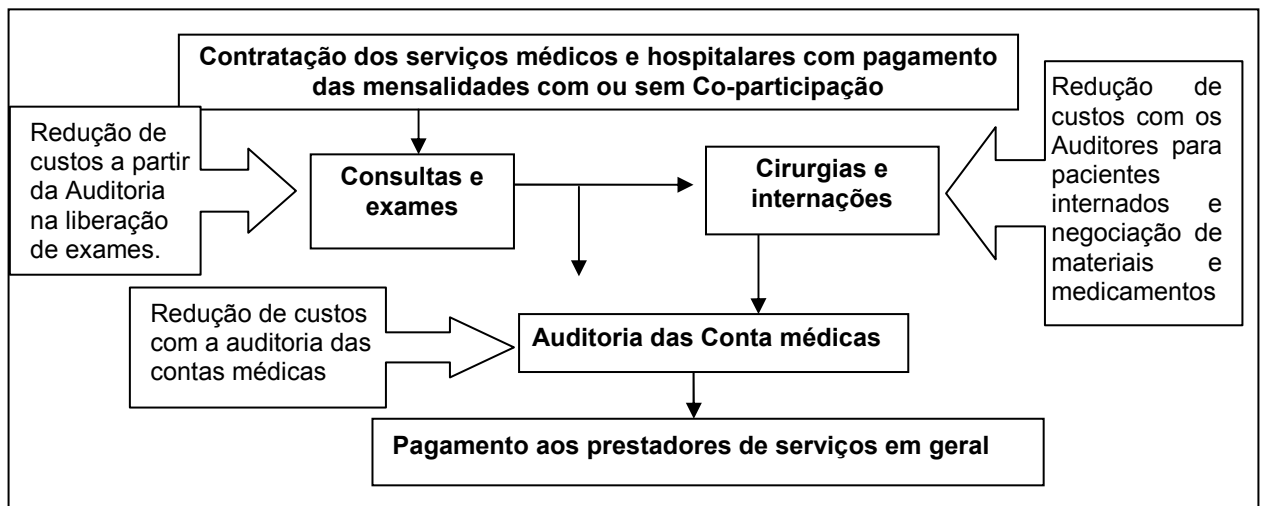 Contratação dos serviços médicos e hospitalares com pagamento
das mensalidades com ou sem Co-participação
Redução de
custos a partir
da Auditoria
na liberação
de exames.
Consultas e
exames
Cirurgias e
internações
Redução de
custos com os
Auditores para
pacientes
internados e
negociação de
materiais e
medicamentos
Redução de custos
com a auditoria das
contas médicas
Auditoria das Conta médicas
Pagamento aos prestadores de serviços em geral